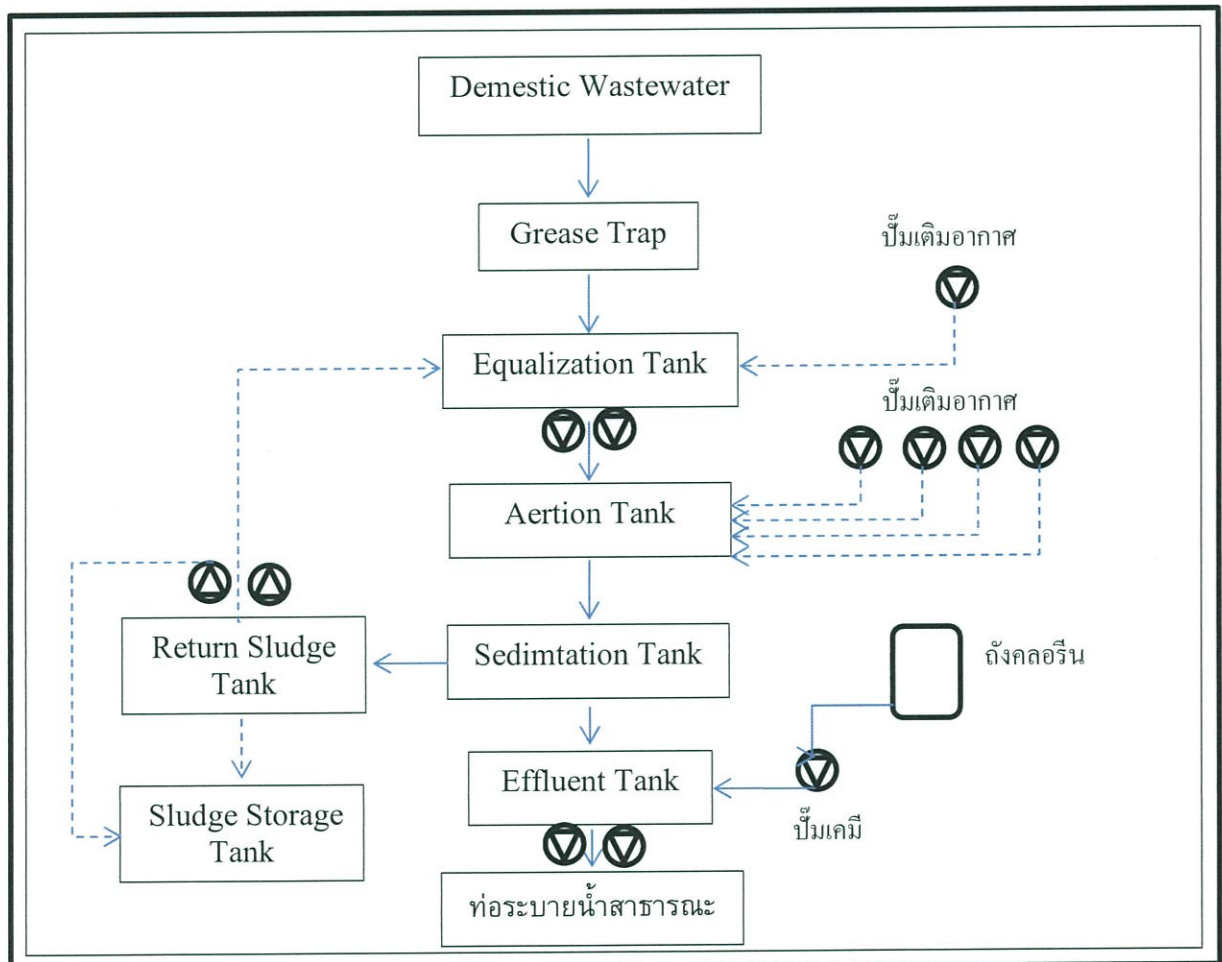 Demestic Wastewater
Grease Trap
ปั๊มเติมอากาศ
Equalization Tank
ปั๊มเติมอากาศ
Aertion Tank
Return Sludge
Tank
Sedimtation Tank
ถังคลอรีน
Effluent Tank
Sludge Storage
Tank
ปั๊มเคมี
ท่อระบายน้ำสาธารณะ